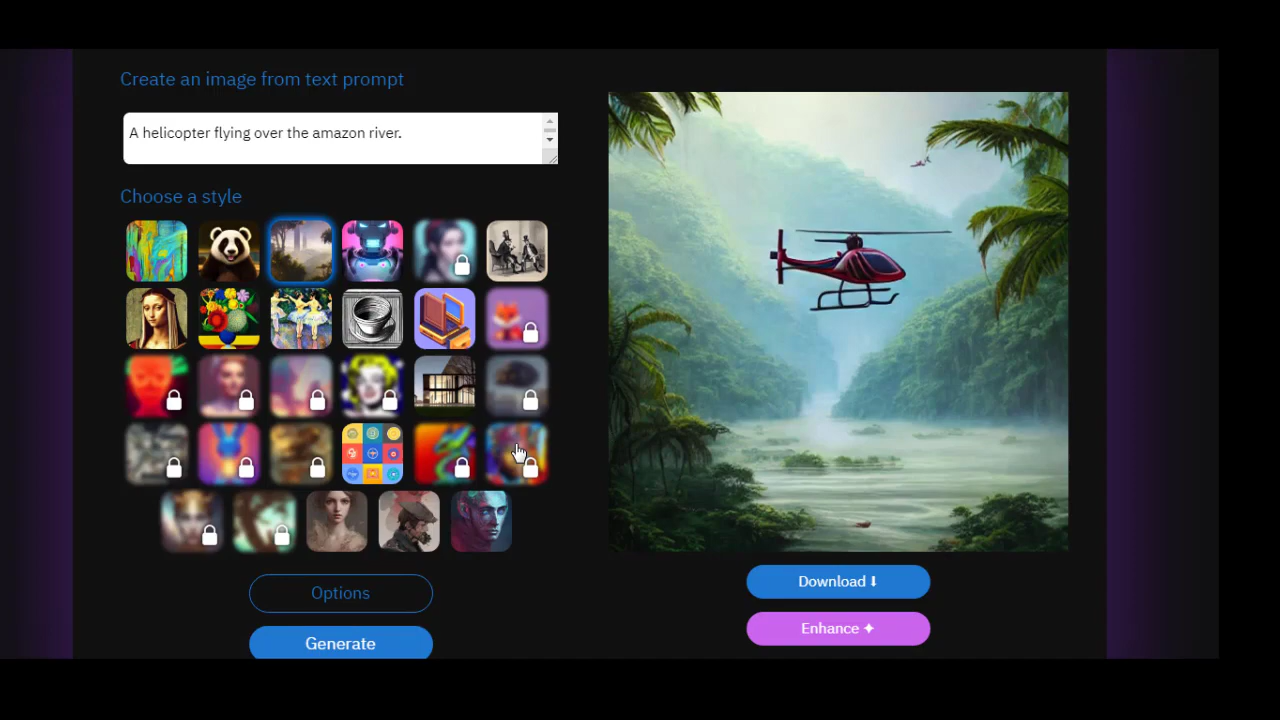 Create an image from text prompt
A helicopter flying over the amazon river.
Choose a style
Options
Generate
Download ⬇
Enhance ✦